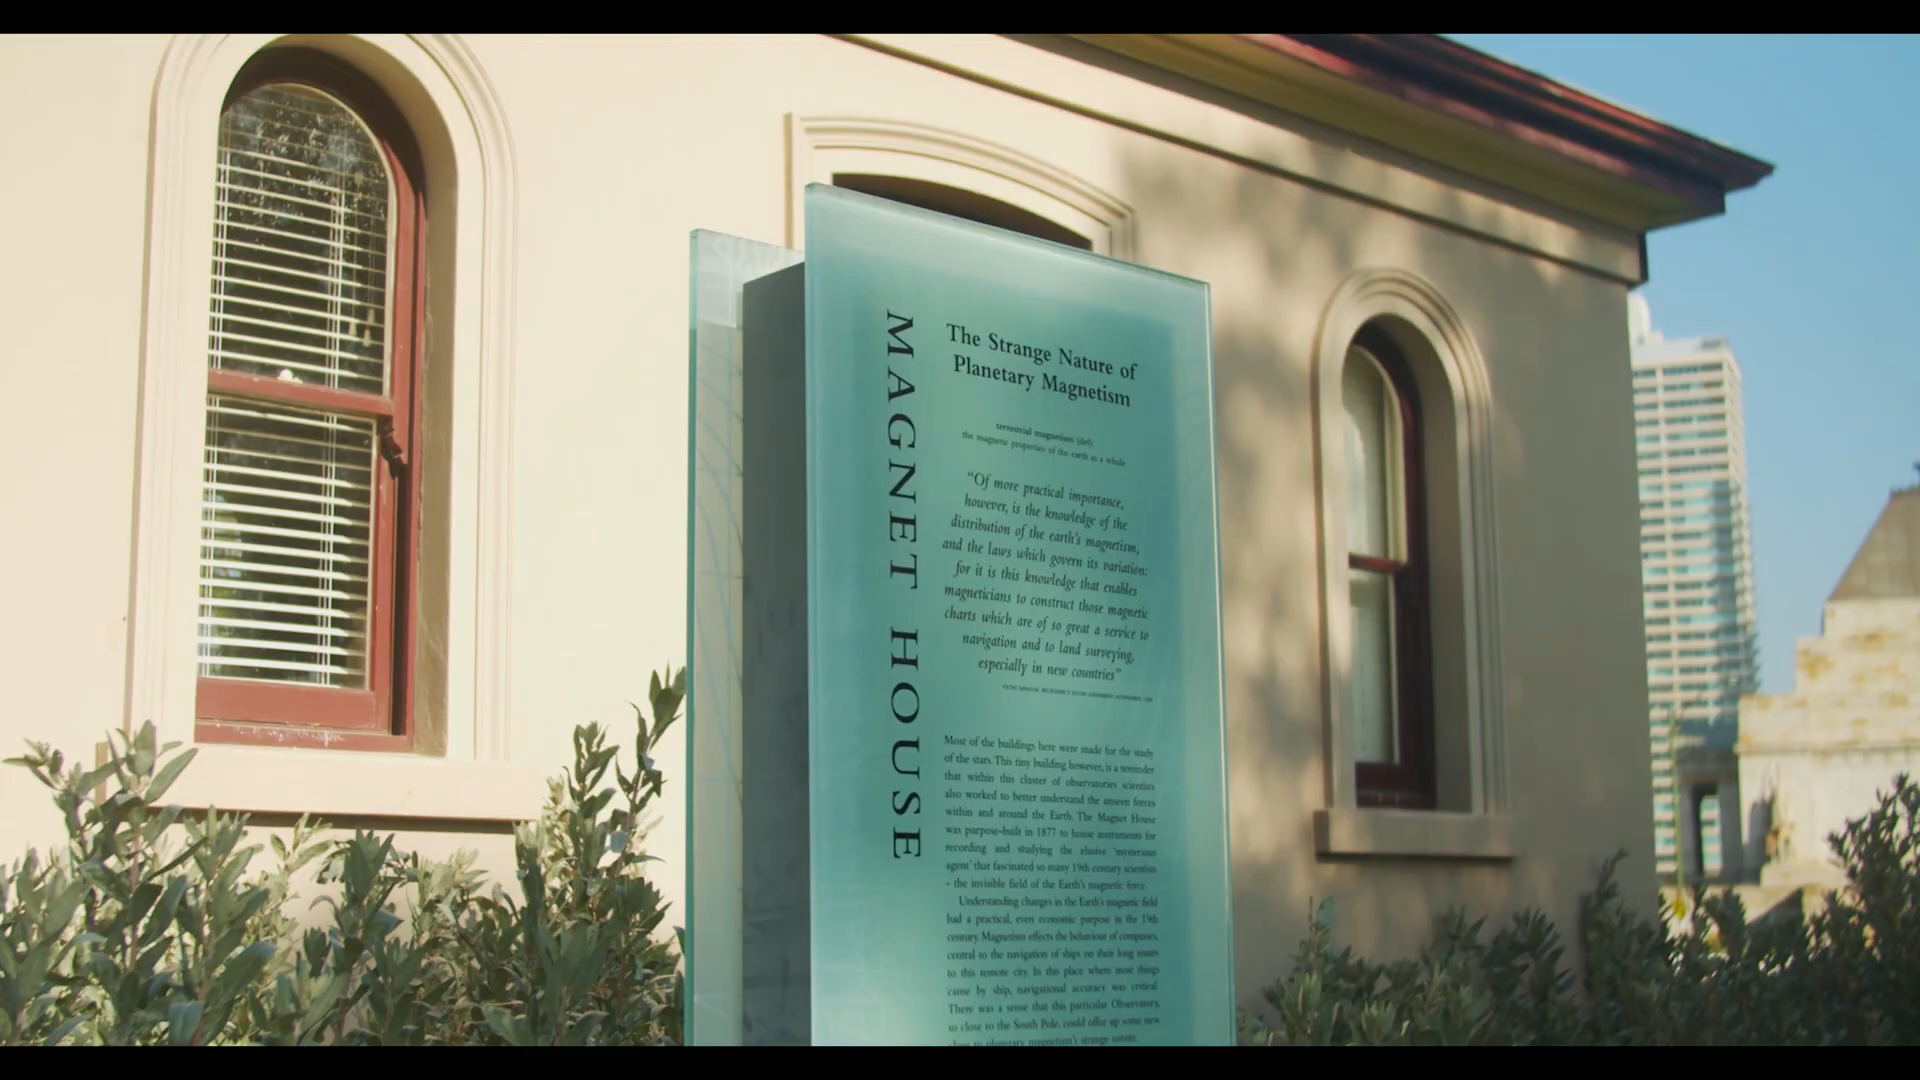 MAGNET HOUSE
The Strange Nature of
Planetary Magnetism
terrestrial magnetism (def):
the magnetic properties of the earth as a whole
“Of more practical importance,
however, is the knowledge of the
distribution of the earth's magnetism,
and the laws which govern its variation:
for it is this knowledge that enables
magneticians to construct those magnetic
charts which are of so great a service to
navigation and to land surveying,
especially in new countries”
Most of the buildings here were made for the study
of the stars. This tiny building however, is a reminder
that within this cluster of observatories scientists
also worked to better understand the unseen forces
within and around the Earth. The Magnet House
was purpose-built in 1877 to house instruments for
recording and studying the elusive ‘mysterious
agent’ that fascinated so many 19th century scientists
– the invisible field of the Earth's magnetic force.
Understanding changes in the Earth's magnetic field
had a practical, even economic purpose in the 19th
century. Magnetism effects the behaviour of compasses,
central to the navigation of ships on their long routes
to this remote city. In this place where most things
came by ship, navigational accuracy was critical.
There was a sense that this particular Observatory,
so close to the South Pole, could offer up some new
to planetary magnetism's strange nature.